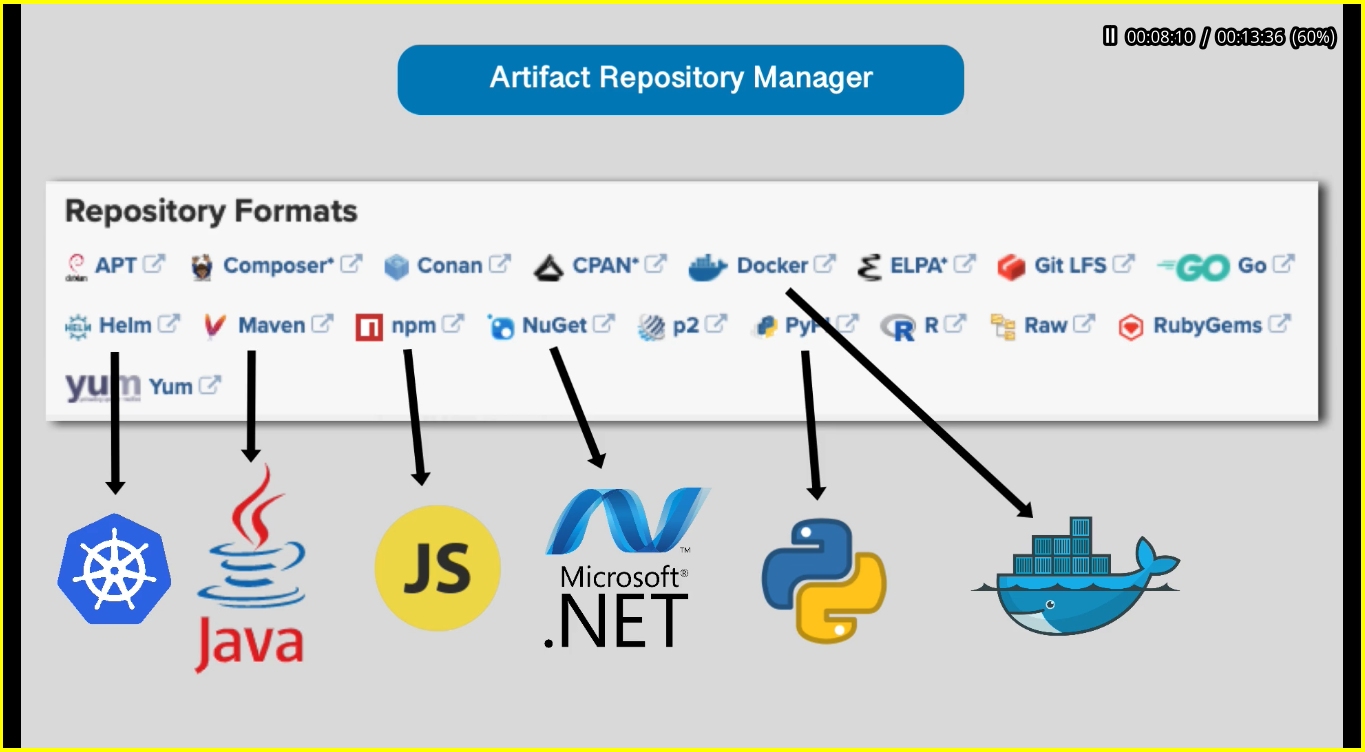 00:08:10 / 00:13:36 (60%)
Artifact Repository Manager
Repository Formats
APT Composer* Conan CPAN* Docker ELPA* Git LFS GO Go
HELM Helm Maven npm NuGet p2 PyPI R R Raw RubyGems
yum Yum
Java
JS
Microsoft®
.NET
TM